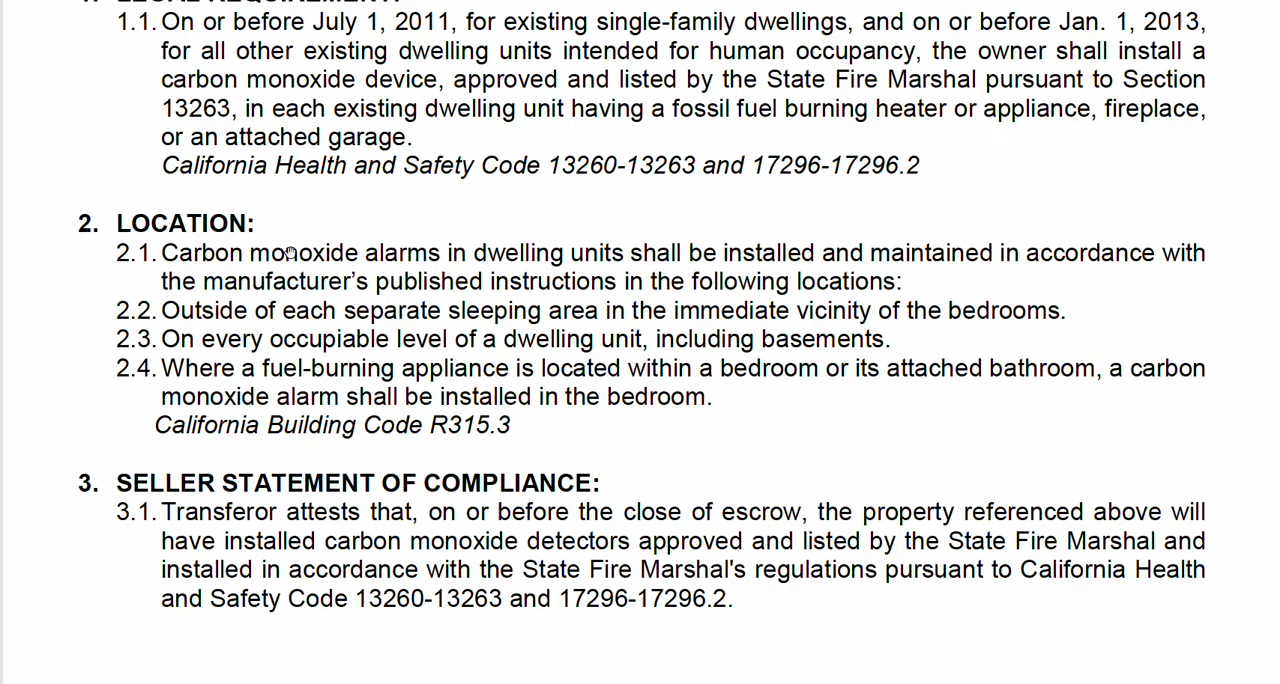 1.1. On or before July 1, 2011, for existing single-family dwellings, and on or before Jan. 1, 2013,
for all other existing dwelling units intended for human occupancy, the owner shall install a
carbon monoxide device, approved and listed by the State Fire Marshal pursuant to Section
13263, in each existing dwelling unit having a fossil fuel burning heater or appliance, fireplace,
or an attached garage.
California Health and Safety Code 13260-13263 and 17296-17296.2
2. LOCATION:
2.1. Carbon monoxide alarms in dwelling units shall be installed and maintained in accordance with
the manufacturer’s published instructions in the following locations:
2.2. Outside of each separate sleeping area in the immediate vicinity of the bedrooms.
2.3. On every occupiable level of a dwelling unit, including basements.
2.4. Where a fuel-burning appliance is located within a bedroom or its attached bathroom, a carbon
monoxide alarm shall be installed in the bedroom.
California Building Code R315.3
3. SELLER STATEMENT OF COMPLIANCE:
3.1. Transferor attests that, on or before the close of escrow, the property referenced above will
have installed carbon monoxide detectors approved and listed by the State Fire Marshal and
installed in accordance with the State Fire Marshal's regulations pursuant to California Health
and Safety Code 13260-13263 and 17296-17296.2.